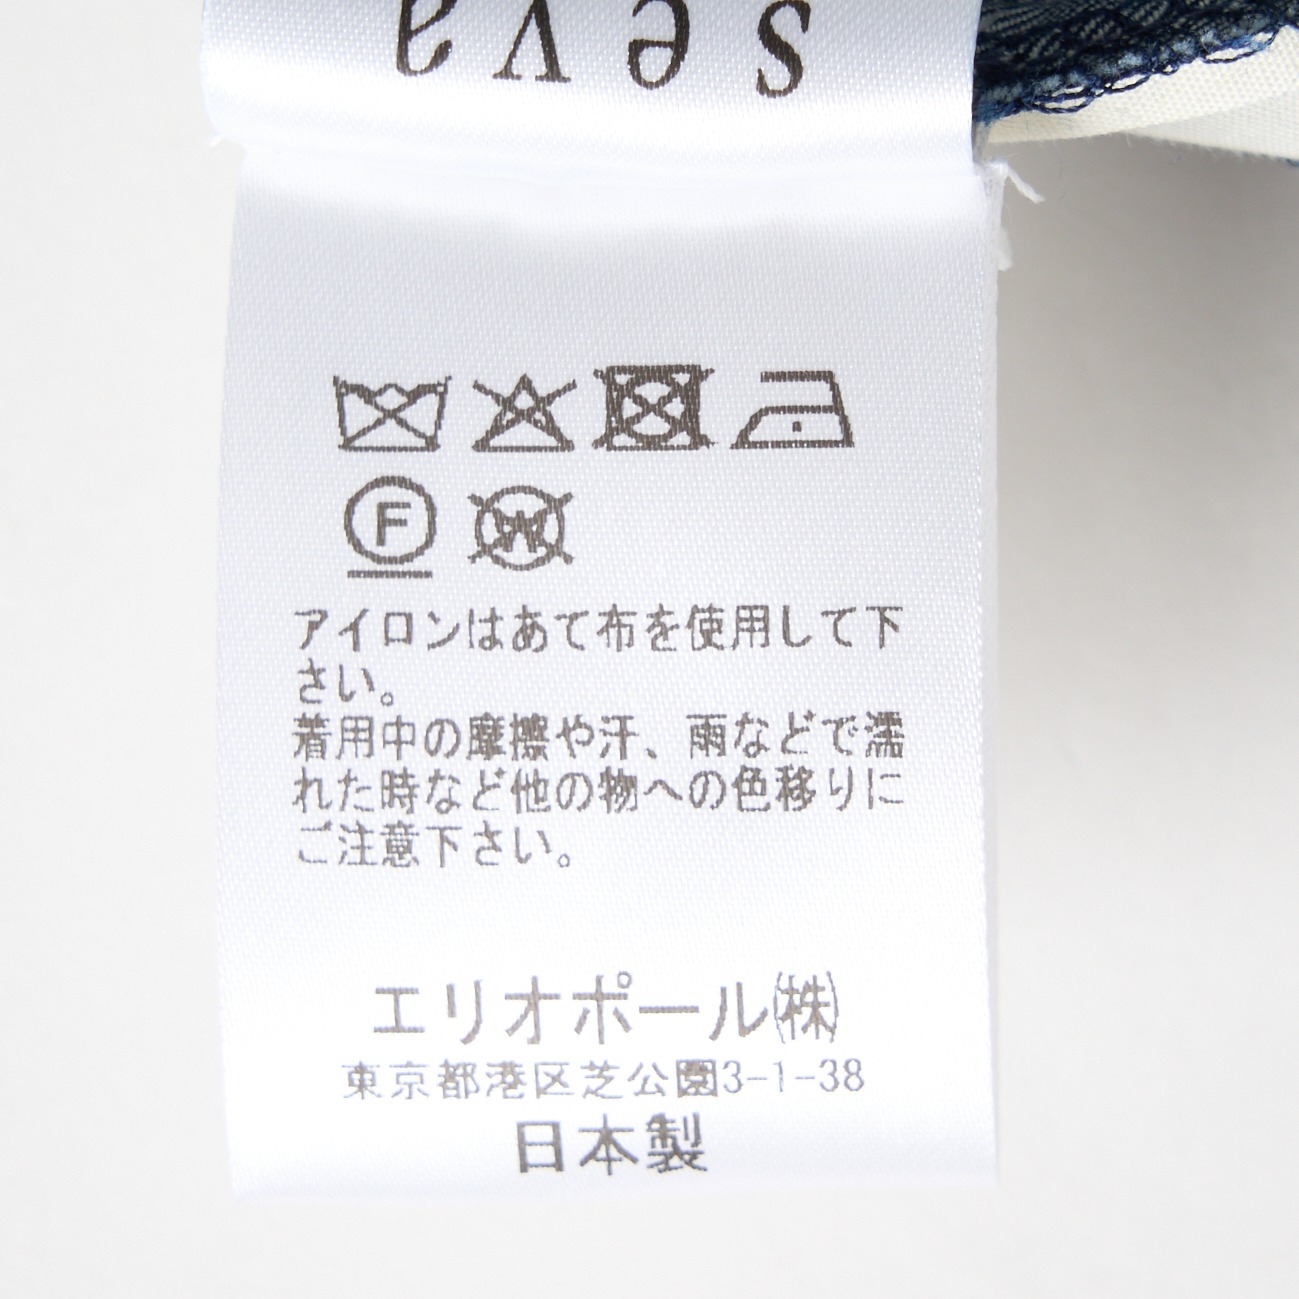 seva
F
W
アイロンはあて布を使用して下
さい。
着用中の摩擦や汗、雨などで濡
れた時など他の物への色移りに
ご注意下さい。
エリオポール㈱
東京都港区芝公園3-1-38
日本製